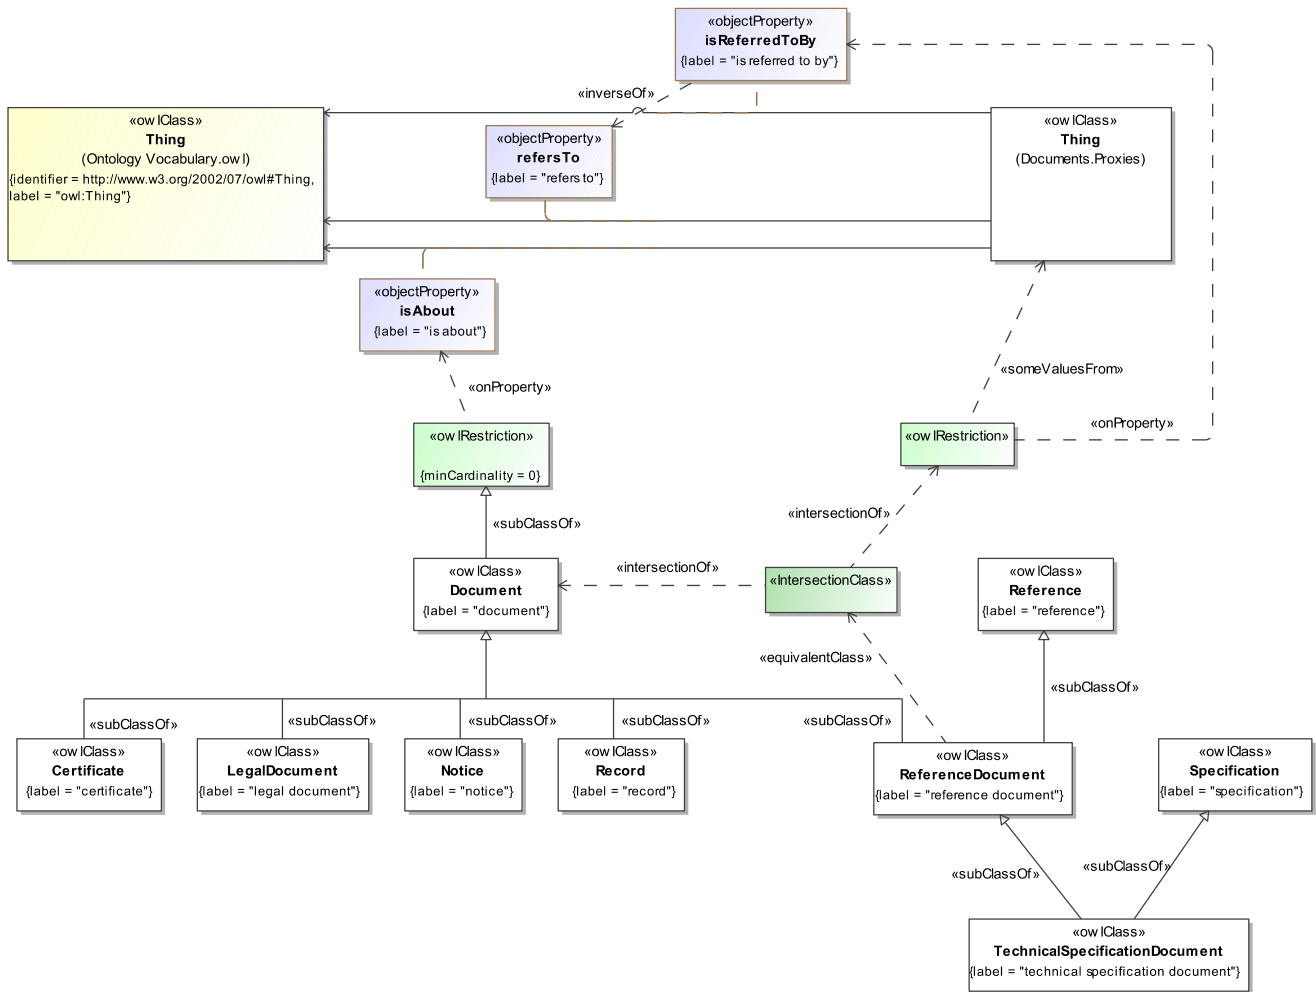 «objectProperty»
isReferredToBy
{label = "is referred to by"}
«inverseOf»
«owlClass»
Thing
(Ontology Vocabulary.owl)
{identifier = http://www.w3.org/2002/07/owl#Thing,
label = "owl:Thing"}
«objectProperty»
refersTo
{label = "refers to"}
«owlClass»
Thing
(Documents.Proxies)
«objectProperty»
isAbout
{label = "is about"}
«onProperty»
«someValuesFrom»
«owlRestriction»
{minCardinality = 0}
«owlRestriction»
«onProperty»
«subClassOf»
«intersectionOf»
«owlClass»
Document
{label = "document"}
«intersectionOf»
«IntersectionClass»
«owlClass»
Reference
{label = "reference"}
«equivalentClass»
«subClassOf»
«subClassOf»
«subClassOf»
«subClassOf»
«subClassOf»
«subClassOf»
«owlClass»
Certificate
{label = "certificate"}
«owlClass»
LegalDocument
{label = "legal document"}
«owlClass»
Notice
{label = "notice"}
«owlClass»
Record
{label = "record"}
«owlClass»
ReferenceDocument
{label = "reference document"}
«owlClass»
Specification
{label = "specification"}
«subClassOf»
«subClassOf»
«owlClass»
TechnicalSpecificationDocument
{label = "technical specification document"}